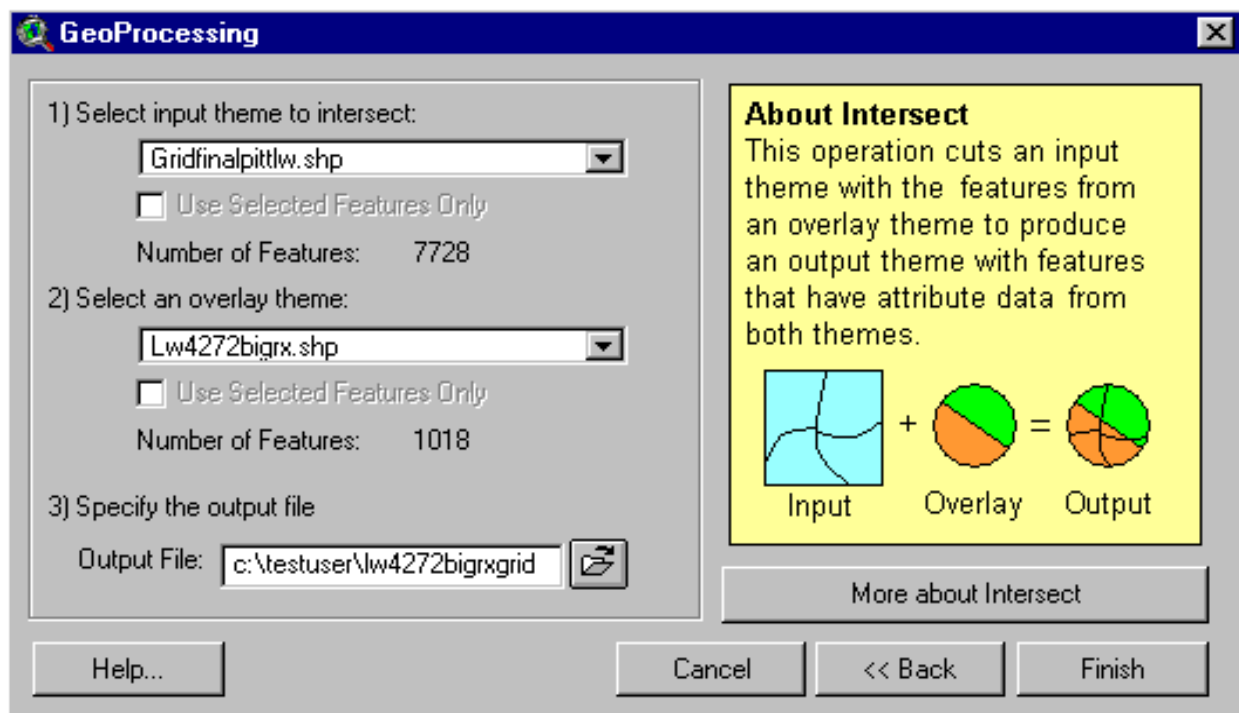 GeoProcessing
1) Select input theme to intersect:
Gridfinalpittlw.shp
Use Selected Features Only
Number of Features: 7728
2) Select an overlay theme:
Lw4272bigrx.shp
Use Selected Features Only
Number of Features: 1018
3) Specify the output file
Output File: c:\testuser\lw4272bigrxgrid
About Intersect
This operation cuts an input
theme with the features from
an overlay theme to produce
an output theme with features
that have attribute data from
both themes.
+ =
Input Overlay Output
More about Intersect
Help... Cancel << Back Finish